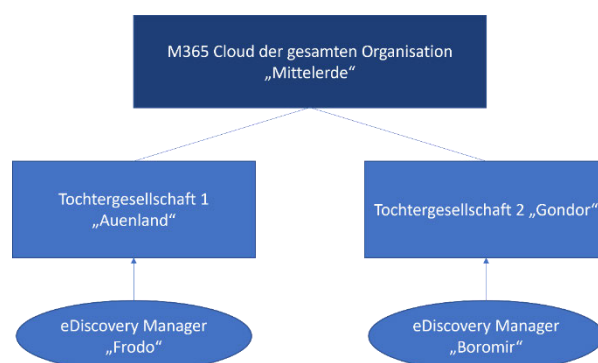 M365 Cloud der gesamten Organisation
„Mittelerde“
Tochtergesellschaft 1
„Auenland“
Tochtergesellschaft 2 „Gondor“
eDiscovery Manager
„Frodo“
eDiscovery Manager
„Boromir“